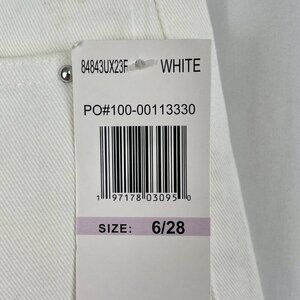 84843UX23F WHITE
PO#100-00113330
1 97178 03095 0
SIZE: 6/28